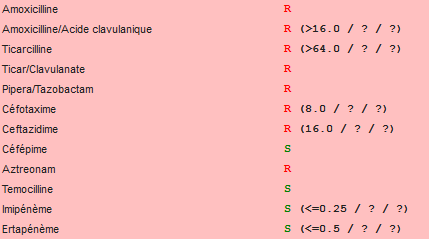 Amoxicilline R
Amoxicilline/Acide clavulanique R (>16.0 / ? / ?)
Ticarcilline R (>64.0 / ? / ?)
Ticar/Clavulanate R
Pipera/Tazobactam R
Céfotaxime R (8.0 / ? / ?)
Ceftazidime R (16.0 / ? / ?)
Céfépime S
Aztreonam R
Temocilline S
Imipénème S (<=0.25 / ? / ?)
Ertapénème S (<=0.5 / ? / ?)